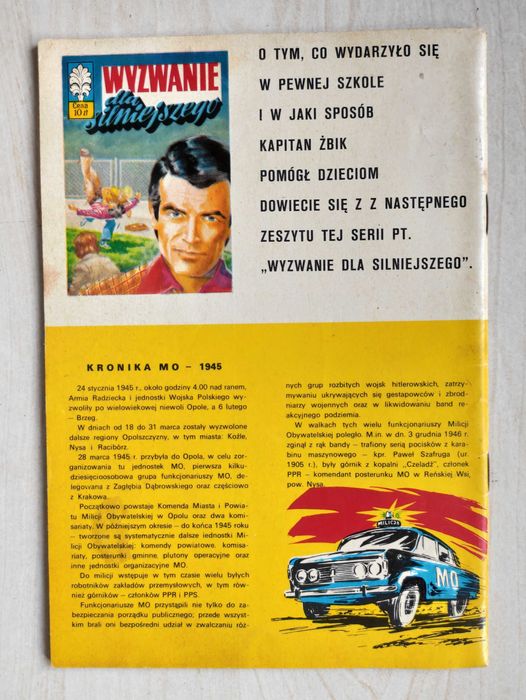 WYZWANIE
dla
silniejszego
Cena
10 zł
O TYM, CO WYDARZYŁO SIĘ
W PEWNEJ SZKOLE
I W JAKI SPOSÓB
KAPITAN ŻBIK
POMÓGŁ DZIECIOM
DOWIECIE SIĘ Z Z NASTĘPNEGO
ZESZYTU TEJ SERII PT.
„WYZWANIE DLA SILNIEJSZEGO”.
KRONIKA MO – 1945
24 stycznia 1945 r., około godziny 4.00 nad ranem,
Armia Radziecka i jednostki Wojska Polskiego wy-
zwoliły po wielowiekowej niewoli Opole, a 6 lutego
– Brzeg.
W dniach od 18 do 31 marca zostały wyzwolone
dalsze regiony Opolszczyzny, w tym miasta: Koźle,
Nysa i Racibórz.
28 marca 1945 r. przybyła do Opola, w celu zor-
ganizowania tu jednostek MO, pierwsza kilku-
dziesięcioosobowa grupa funkcjonariuszy MO, de-
legowana z Zagłębia Dąbrowskiego oraz częściowo
z Krakowa.
Początkowo powstaje Komenda Miasta i Powia-
tu Milicji Obywatelskiej w Opolu oraz dwa komi-
sariaty. W późniejszym okresie – do końca 1945 roku
– tworzone są systematycznie dalsze jednostki Mi-
licji Obywatelskiej: komendy powiatowe, komisa-
riaty, posterunki gminne, plutony operacyjne oraz
inne jednostki organizacyjne MO.
Do milicji wstępuje w tym czasie wielu byłych
robotników zakładów przemysłowych, w tym rów-
nież górników – członków PPR i PPS.
Funkcjonariusze MO przystąpili nie tylko do za-
bezpieczania porządku publicznego; przede wszyst-
kim brali oni bezpośredni udział w zwalczaniu róż-
nych grup rozbitych wojsk hitlerowskich, zatrzy-
mywaniu ukrywających się gestapowców i zbrod-
niarzy wojennych oraz w likwidowaniu band re-
akcyjnego podziemia.
W walkach tych wielu funkcjonariuszy Milicji
Obywatelskiej poległo. M.in. w dn. 3 grudnia 1946 r.
zginął z rąk bandy – trafiony serią pocisków z kara-
binu maszynowego – kpr. Paweł Szafruga (ur.
1905 r.), były górnik z kopalni „Czeladź”, członek
PPR – komendant posterunku MO w Reńskiej Wsi,
pow. Nysa.
MILICJA
MO